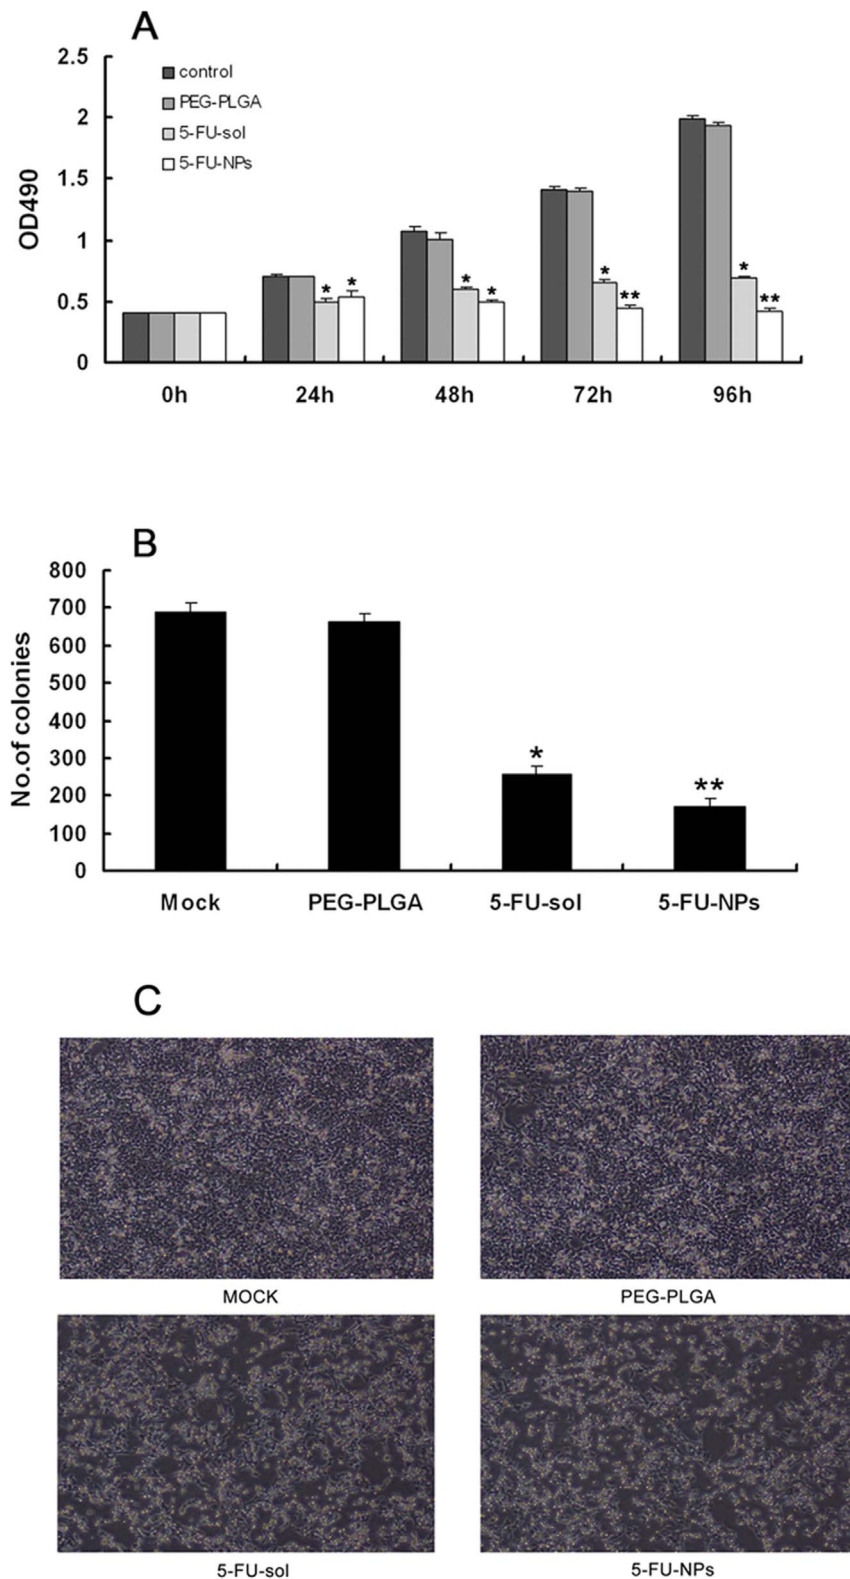 A
2.5
2
1.5
1
0.5
0
OD490
control
PEG-PLGA
5-FU-sol
5-FU-NPs
* *
* *
* **
* **
0h 24h 48h 72h 96h
B
800
700
600
500
400
300
200
100
0
No.of colonies
* **
Mock PEG-PLGA 5-FU-sol 5-FU-NPs
C
MOCK PEG-PLGA
5-FU-sol 5-FU-NPs